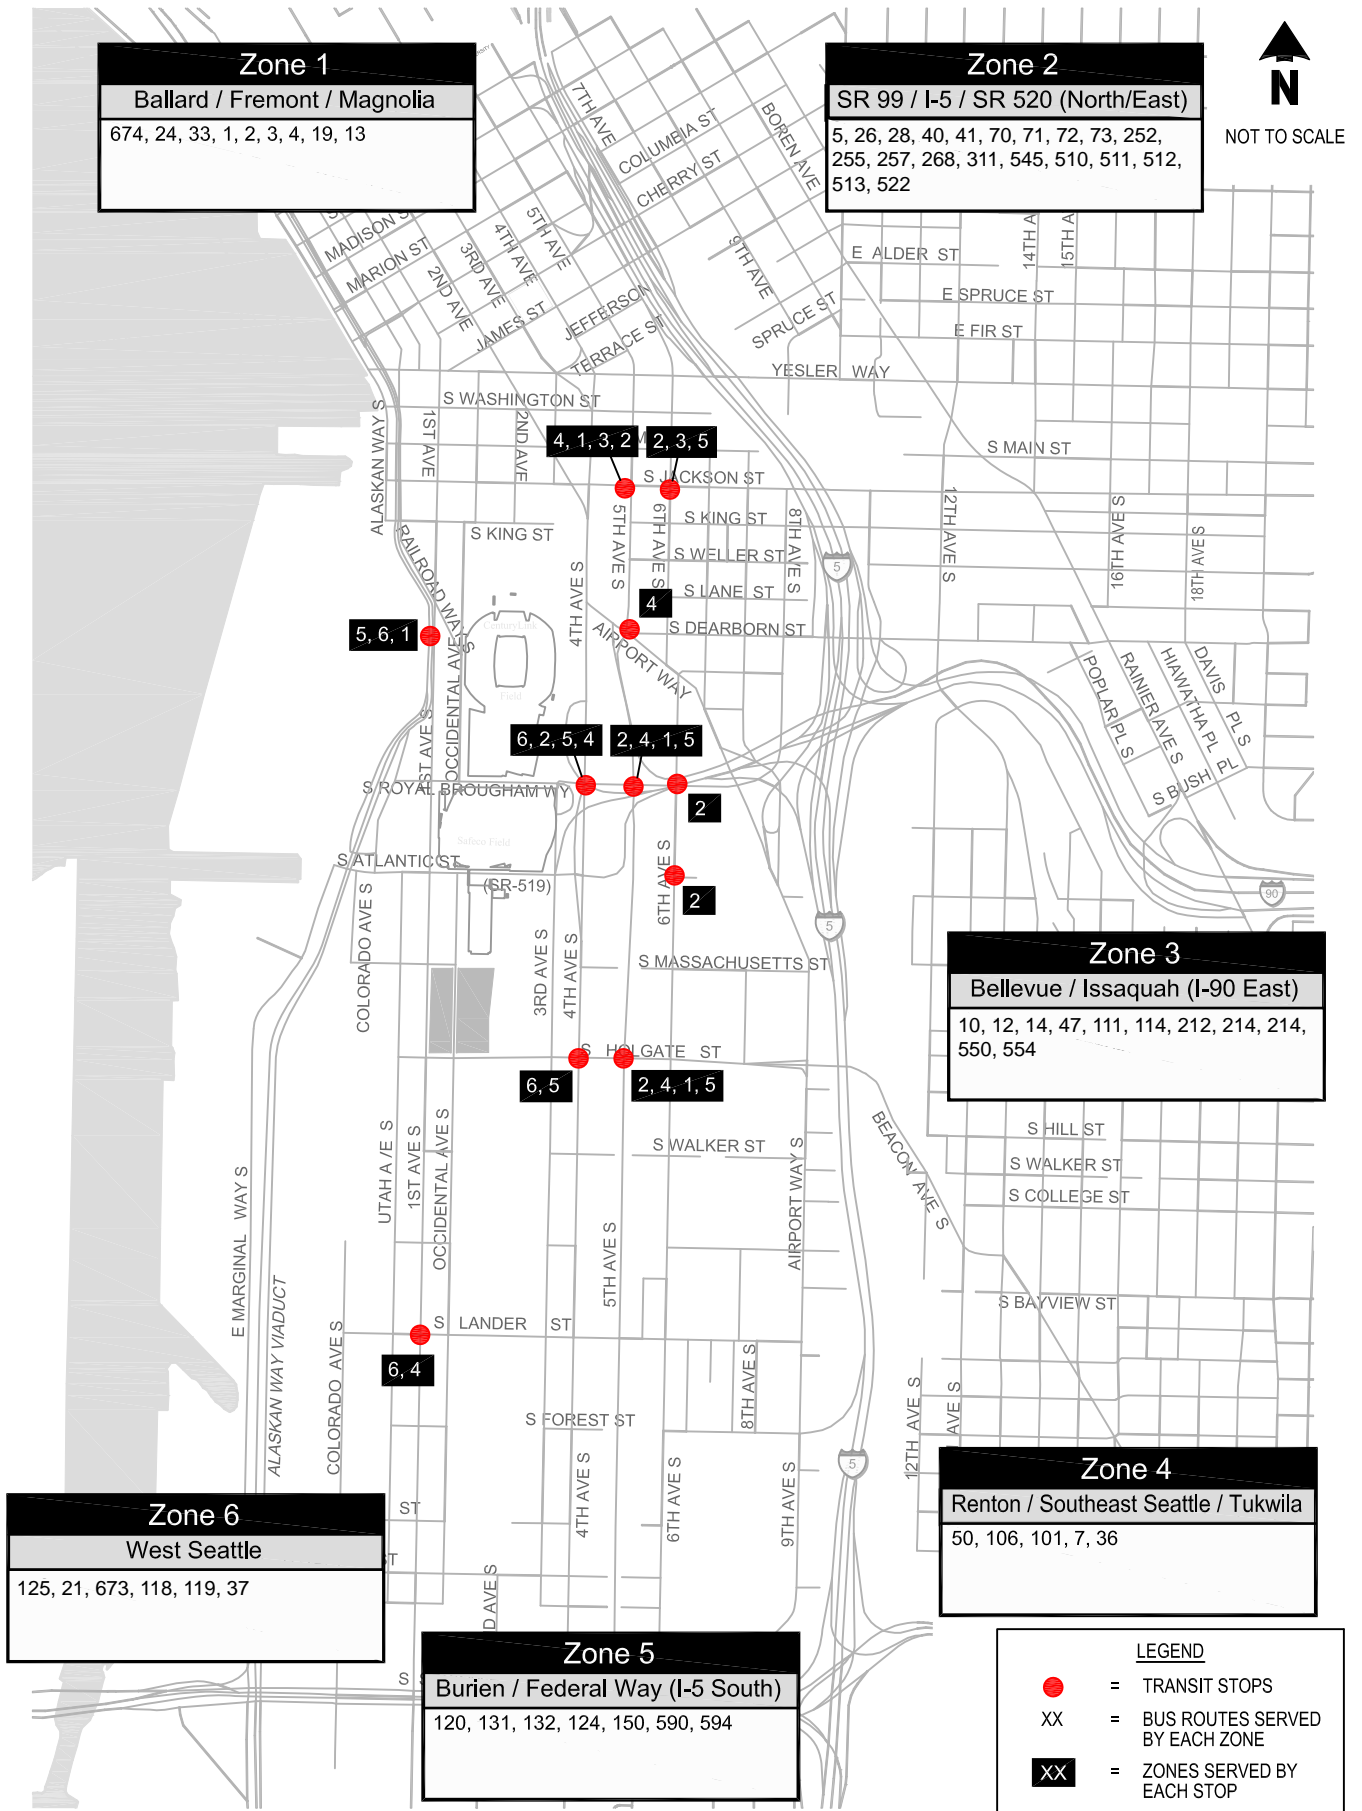 Zone 1
Ballard / Fremont / Magnolia
674, 24, 33, 1, 2, 3, 4, 19, 13
Zone 2
SR 99 / I-5 / SR 520 (North/East)
5, 26, 28, 40, 41, 70, 71, 72, 73, 252,
255, 257, 268, 311, 545, 510, 511, 512,
513, 522
N
NOT TO SCALE
7TH AVE
COLUMBIA ST
CHERRY ST
BOREN AVE
MADISON
MARION ST
5TH AVE
4TH AVE
3RD AVE
2ND AVE
JAMES ST
JEFFERSON
TERRACE ST
9TH AVE
SPRUCE ST
14TH A
15TH A
E ALDER ST
E SPRUCE ST
E FIR ST
YESLER WAY
S WASHINGTON ST
ALASKAN WAY S
1ST AVE
2ND AVE
4, 1, 3, 2
2, 3, 5
S MAIN ST
S JACKSON ST
S KING ST
S KING ST
S WELLER ST
S LANE ST
S DEARBORN ST
4TH AVE S
5TH AVE S
6TH AVE S
8TH AVE S
5
12TH AVE S
16TH AVE S
18TH AVE S
4
RAILROAD WAY S
5, 6, 1
CenturyLink
Field
AIRPORT WAY
OCCIDENTAL AVE S
ST AVE S
6, 2, 5, 4
2, 4, 1, 5
POPLAR PL S
RAINIER AVE S
HIAWATHA PL
DAVIS PL S
S BUSH PL
S ROYAL BROUGHAM WY
2
Safeco Field
S ATLANTIC ST
(SR-519)
6TH AVE S
2
90
5
COLORADO AVE S
3RD AVE S
4TH AVE S
S MASSACHUSETTS ST
Zone 3
Bellevue / Issaquah (I-90 East)
10, 12, 14, 47, 111, 114, 212, 214, 214,
550, 554
S HOLGATE ST
6, 5
2, 4, 1, 5
UTAH A/E S
1ST AVE S
OCCIDENTAL AVE S
S WALKER ST
AIRPORT WAY S
BEACON AVE S
S HILL ST
S WALKER ST
S COLLEGE ST
E MARGINAL WAY S
ALASKAN WAY VIADUCT
5TH AVE S
S BAYVIEW ST
S LANDER ST
6, 4
COLORADO AVE S
8TH AVE S
12TH AVE S
AVE S
S FOREST ST
4TH AVE S
6TH AVE S
9TH AVE S
5
Zone 4
Renton / Southeast Seattle / Tukwila
50, 106, 101, 7, 36
ST
ST
Zone 6
West Seattle
125, 21, 673, 118, 119, 37
D AVE S
S
Zone 5
Burien / Federal Way (I-5 South)
120, 131, 132, 124, 150, 590, 594
LEGEND
= TRANSIT STOPS
XX = BUS ROUTES SERVED
BY EACH ZONE
XX = ZONES SERVED BY
EACH STOP